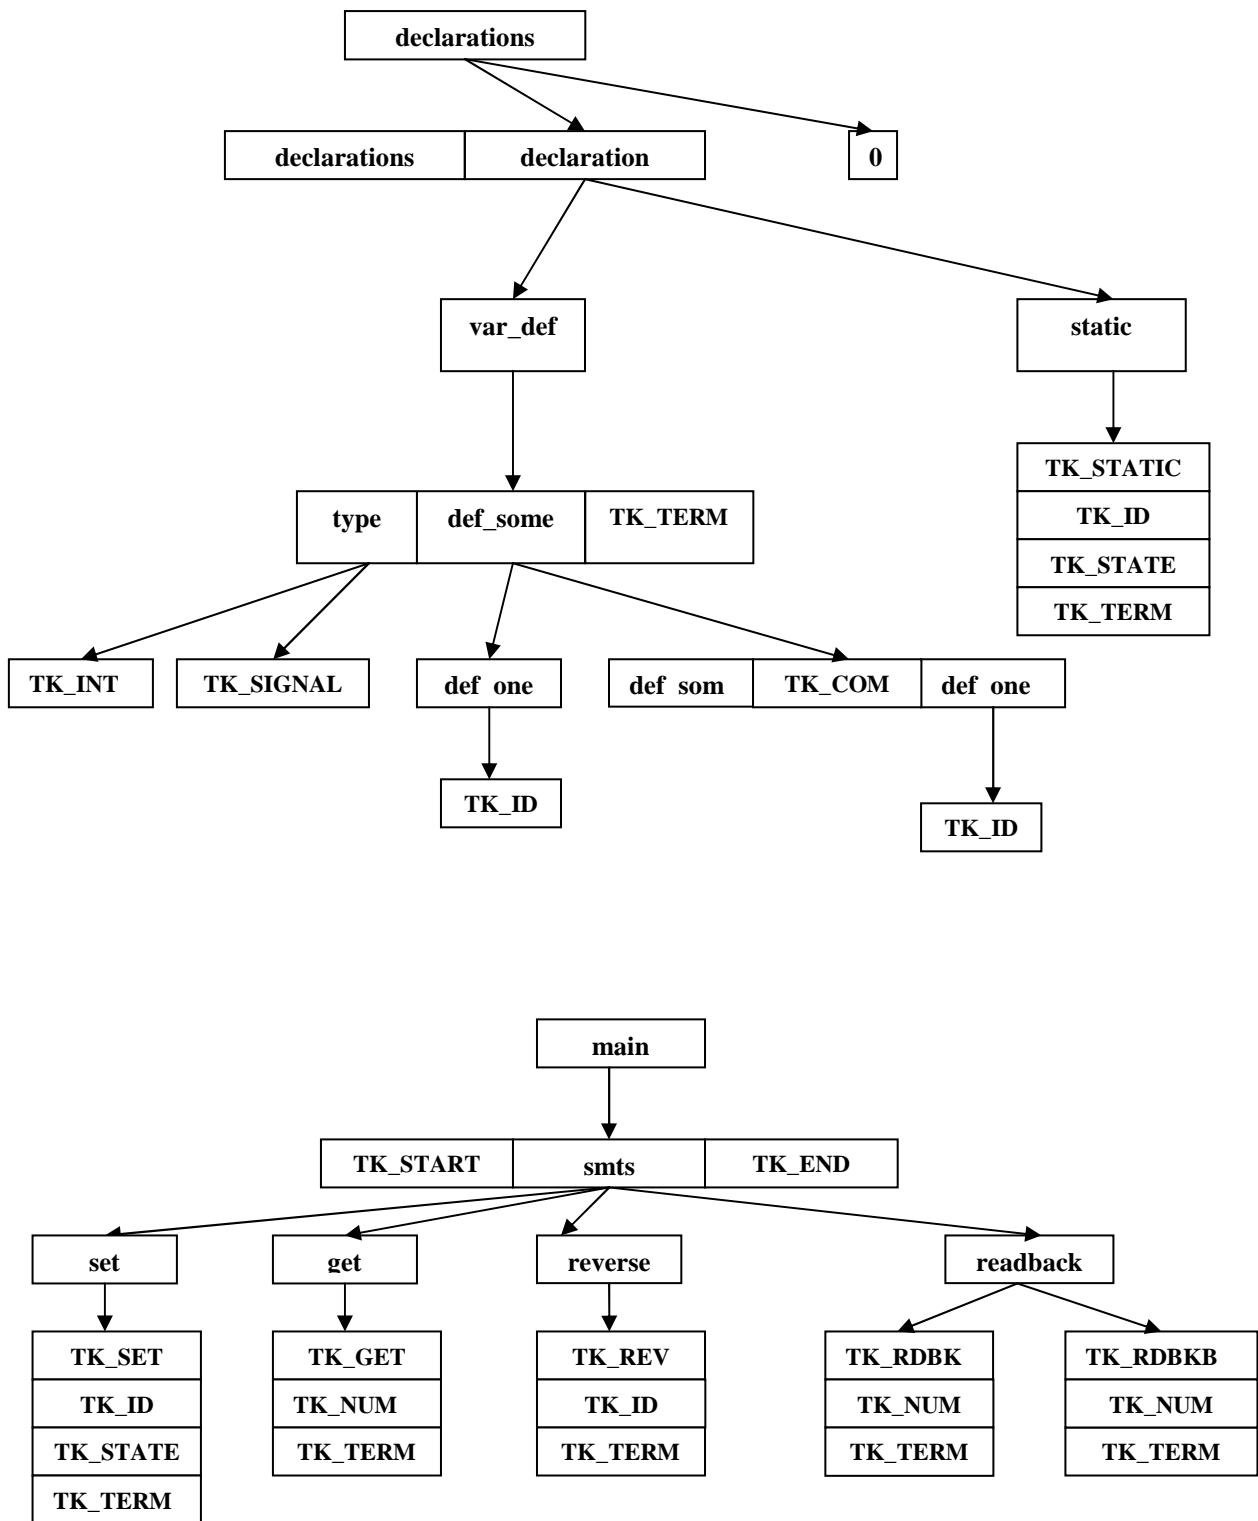 declarations
declarations declaration 0
var_def static
TK_STATIC
type def_some TK_TERM
TK_ID
TK_STATE
TK_TERM
TK_INT TK_SIGNAL def one def som TK_COM def one
TK_ID
TK_ID
main
TK_START smts TK_END
set get reverse readback
TK_SET TK_GET TK_REV TK_RDBK TK_RDBKB
TK_ID TK_NUM TK_ID TK_NUM TK_NUM
TK_STATE TK_TERM TK_TERM TK_TERM TK_TERM
TK_TERM